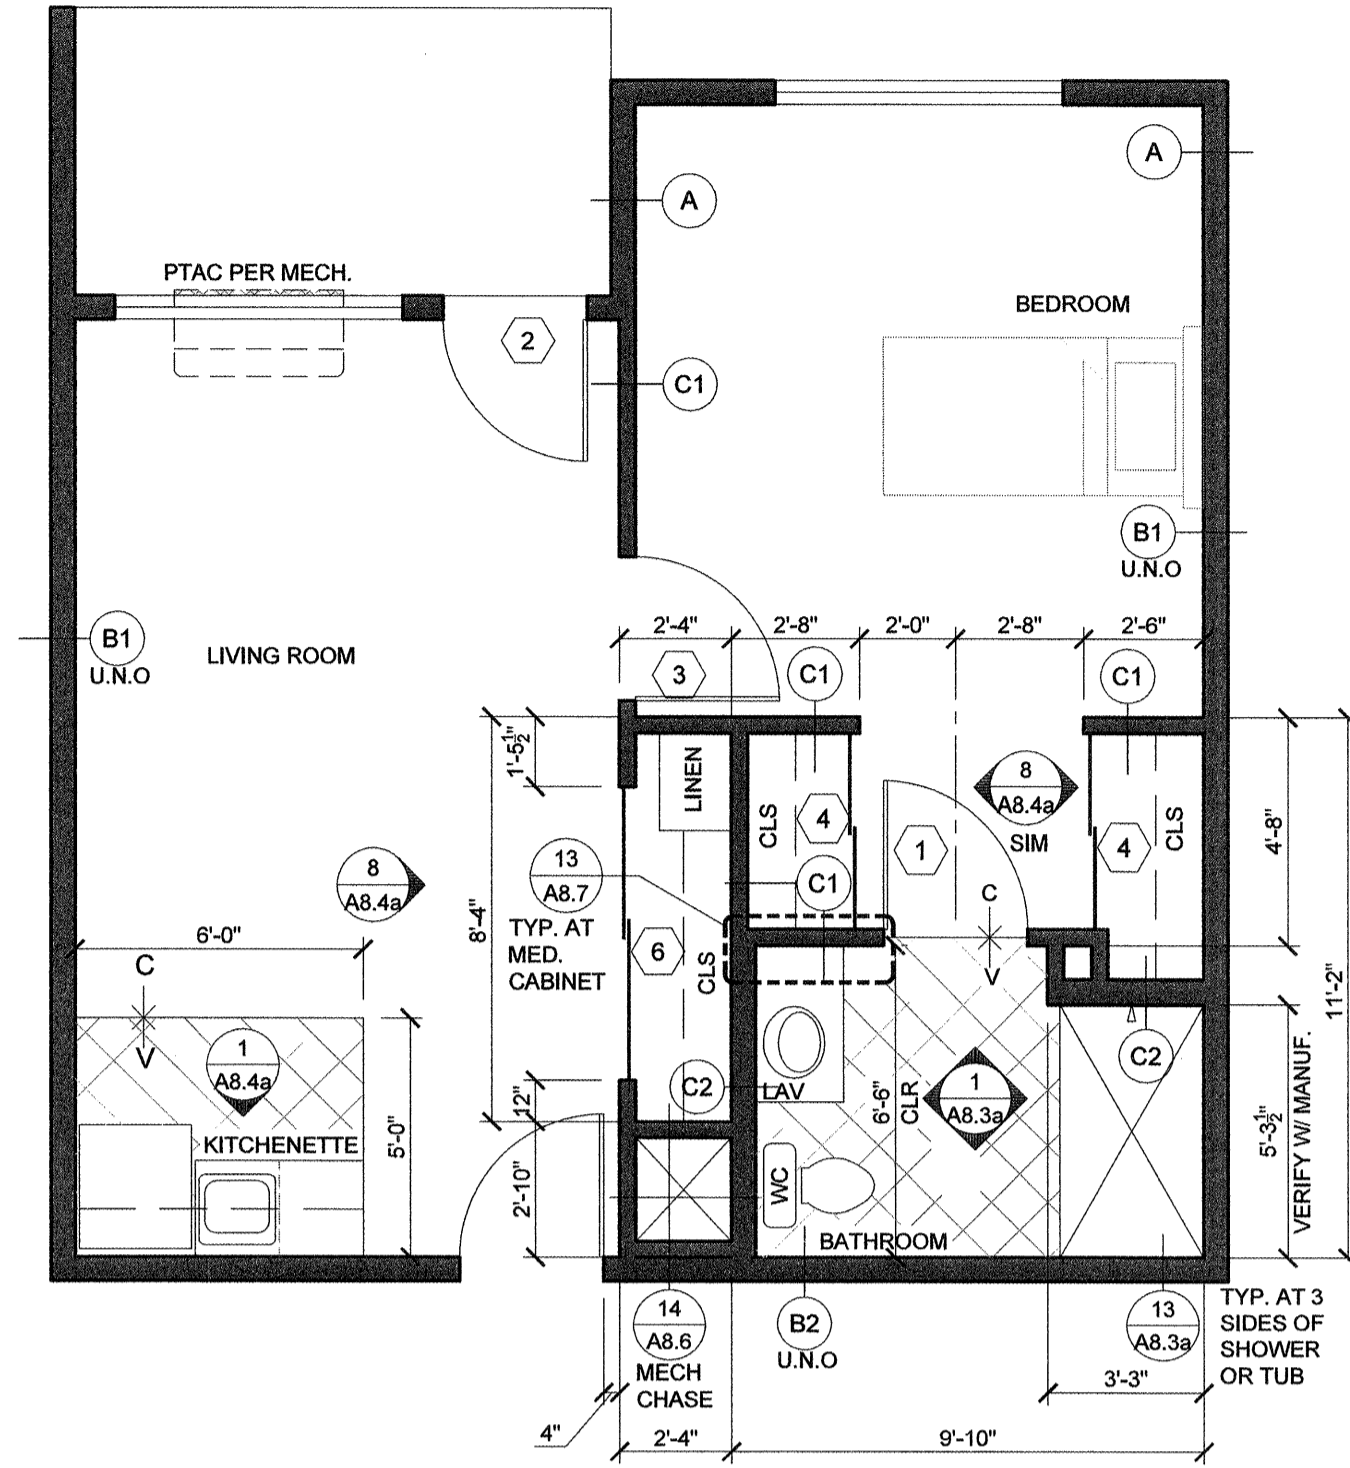 A
A
PTAC PER MECH.
BEDROOM
2
C1
B1
U.N.O
B1
U.N.O
LIVING ROOM
2'-4"
2'-8"
2'-0"
2'-8"
2'-6"
3
C1
C1
1'-5½"
LINEN
CLS
4
1
8
A8.4a
SIM
4
CLS
4'-8"
13
A8.7
TYP. AT
MED.
CABINET
C1
8
A8.4a
8'-4"
6'-0"
C
V
6
CLS
C
V
11'-2"
1
A8.4a
KITCHENETTE
5'-0"
12"
2'-10"
C2
LAV
6'-6"
CLR
1
A8.3a
C2
5'-3½"
VERIFY W/ MANUF.
WC
BATHROOM
14
A8.6
MECH
CHASE
B2
U.N.O
13
A8.3a
TYP. AT 3
SIDES OF
SHOWER
OR TUB
3'-3"
4"
2'-4"
9'-10"